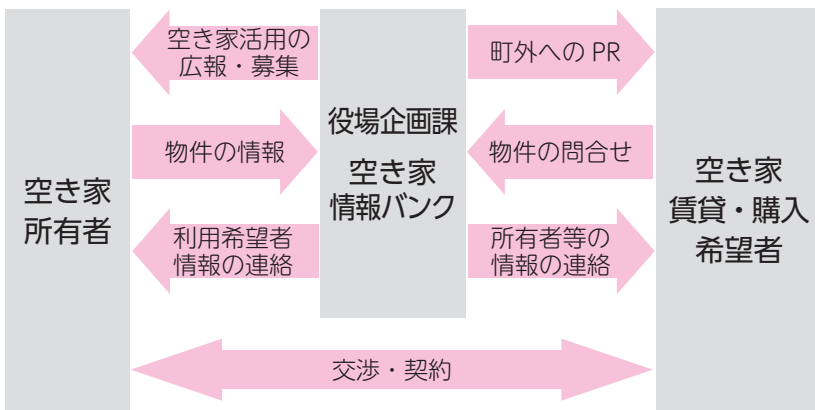 空き家
所有者
空き家活用の
広報・募集
物件の情報
利用希望者
情報の連絡
役場企画課
空き家
情報バンク
町外へのPR
物件の問合せ
所有者等の
情報の連絡
空き家
賃貸・購入
希望者
交渉・契約